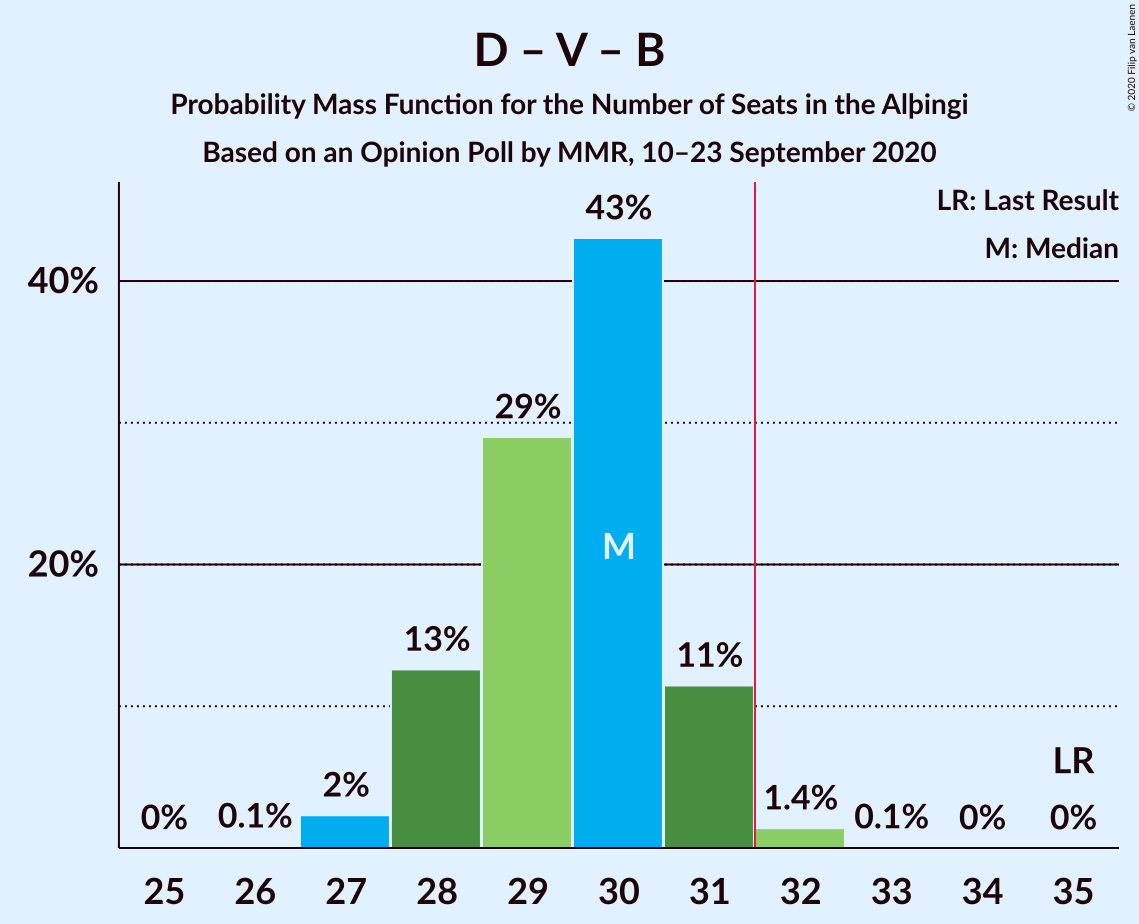 D – V – B
Probability Mass Function for the Number of Seats in the Alþingi
Based on an Opinion Poll by MMR, 10–23 September 2020
© 2020 Filip van Laenen
LR: Last Result
M: Median
43%
40%
29%
M
20%
13%
11%
LR
2%
1.4%
0%
0.1%
0.1%
0%
0%
25 26 27 28 29 30 31 32 33 34 35